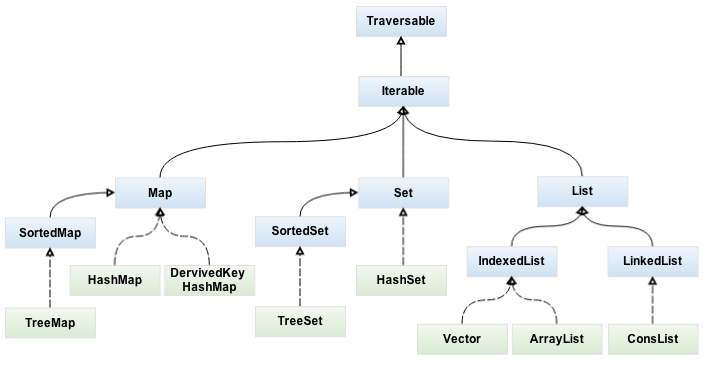 Traversable
Iterable
Map
Set
List
SortedMap
SortedSet
HashMap
DervivedKey
HashMap
HashSet
IndexedList
LinkedList
TreeMap
TreeSet
Vector
ArrayList
ConsList